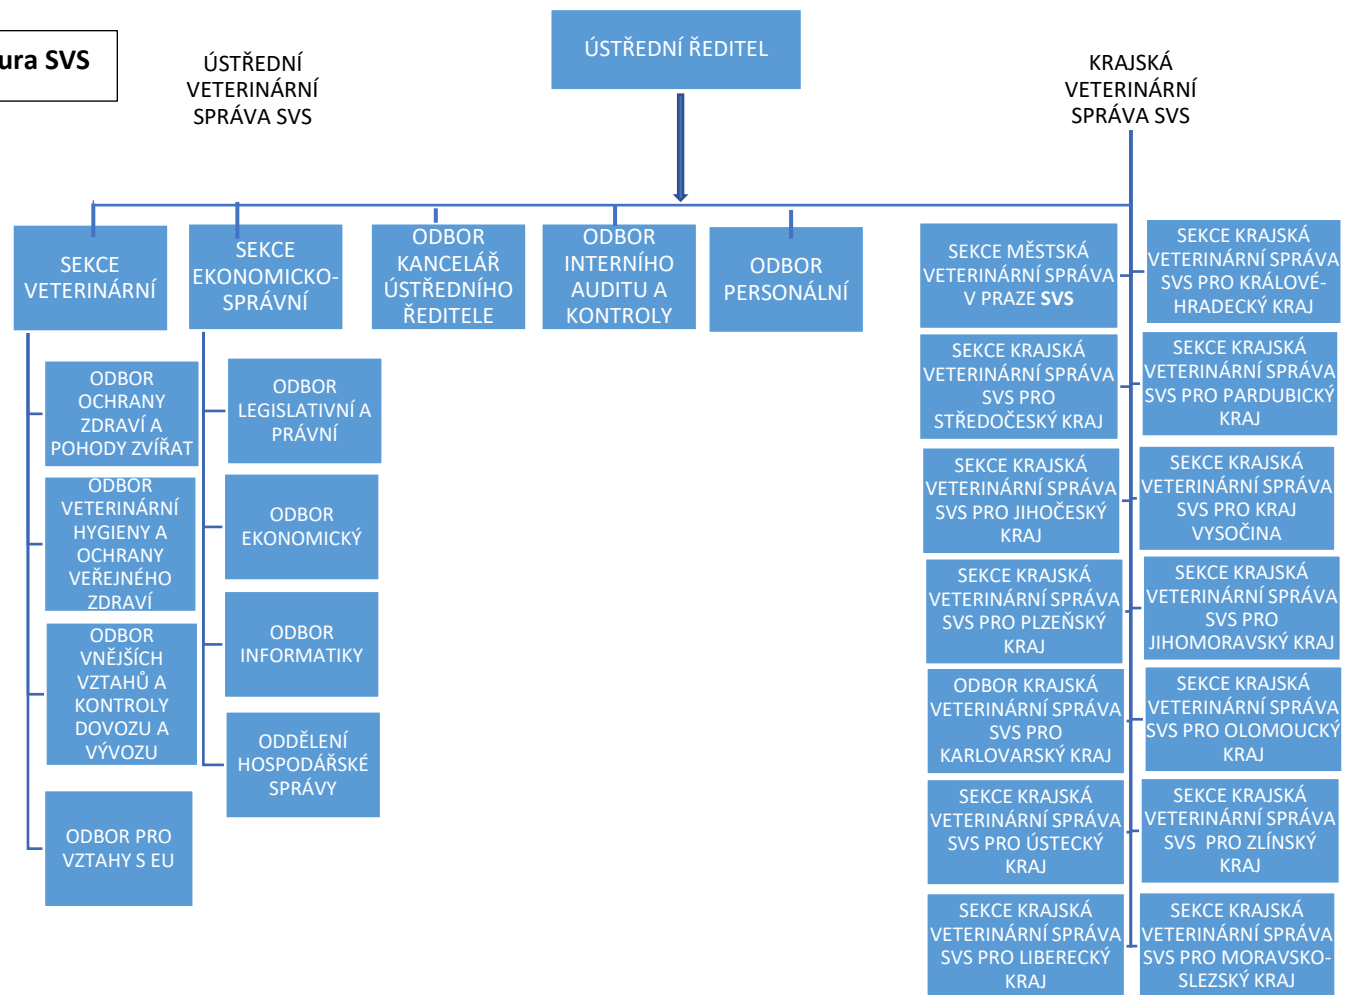 ura SVS
ÚSTŘEDNÍ
VETERINÁRNÍ
SPRÁVA SVS
ÚSTŘEDNÍ ŘEDITEL
KRAJSKÁ
VETERINÁRNÍ
SPRÁVA SVS
SEKCE
VETERINÁRNÍ
SEKCE
EKONOMICKO-
SPRÁVNÍ
ODBOR
KANCELÁŘ
ÚSTŘEDNÍHO
ŘEDITELE
ODBOR
INTERNÍHO
AUDITU A
KONTROLY
ODBOR
PERSONÁLNÍ
ODBOR
OCHRANY
ZDRAVÍ A
POHODY ZVÍŘAT
ODBOR
VETERINÁRNÍ
HYGIENY A
OCHRANY
VEŘEJNÉHO
ZDRAVÍ
ODBOR
VNĚJŠÍCH
VZTAHŮ A
KONTROLY
DOVOZU A
VÝVOZU
ODBOR PRO
VZTAHY S EU
ODBOR
LEGISLATIVNÍ A
PRÁVNÍ
ODBOR
EKONOMICKÝ
ODBOR
INFORMATIKY
ODDĚLENÍ
HOSPODÁŘSKÉ
SPRÁVY
SEKCE MĚSTSKÁ
VETERINÁRNÍ SPRÁVA
V PRAZE SVS
SEKCE KRAJSKÁ
VETERINÁRNÍ SPRÁVA
SVS PRO
STŘEDOČESKÝ KRAJ
SEKCE KRAJSKÁ
VETERINÁRNÍ SPRÁVA
SVS PRO JIHOČESKÝ
KRAJ
SEKCE KRAJSKÁ
VETERINÁRNÍ SPRÁVA
SVS PRO PLZEŇSKÝ
KRAJ
ODBOR KRAJSKÁ
VETERINÁRNÍ SPRÁVA
SVS PRO
KARLOVARSKÝ KRAJ
SEKCE KRAJSKÁ
VETERINÁRNÍ SPRÁVA
SVS PRO ÚSTECKÝ
KRAJ
SEKCE KRAJSKÁ
VETERINÁRNÍ SPRÁVA
SVS PRO LIBERECKÝ
KRAJ
SEKCE KRAJSKÁ
VETERINÁRNÍ SPRÁVA
SVS PRO KRÁLOVÉ-
HRADECKÝ KRAJ
SEKCE KRAJSKÁ
VETERINÁRNÍ SPRÁVA
SVS PRO PARDUBICKÝ
KRAJ
SEKCE KRAJSKÁ
VETERINÁRNÍ SPRÁVA
SVS PRO KRAJ
VYSOČINA
SEKCE KRAJSKÁ
VETERINÁRNÍ SPRÁVA
SVS PRO
JIHOMORAVSKÝ KRAJ
SEKCE KRAJSKÁ
VETERINÁRNÍ SPRÁVA
SVS PRO OLOMOUCKÝ
KRAJ
SEKCE KRAJSKÁ
VETERINÁRNÍ SPRÁVA
SVS PRO ZLÍNSKÝ
KRAJ
SEKCE KRAJSKÁ
VETERINÁRNÍ SPRÁVA
SVS PRO MORAVSKO-
SLEZSKÝ KRAJ